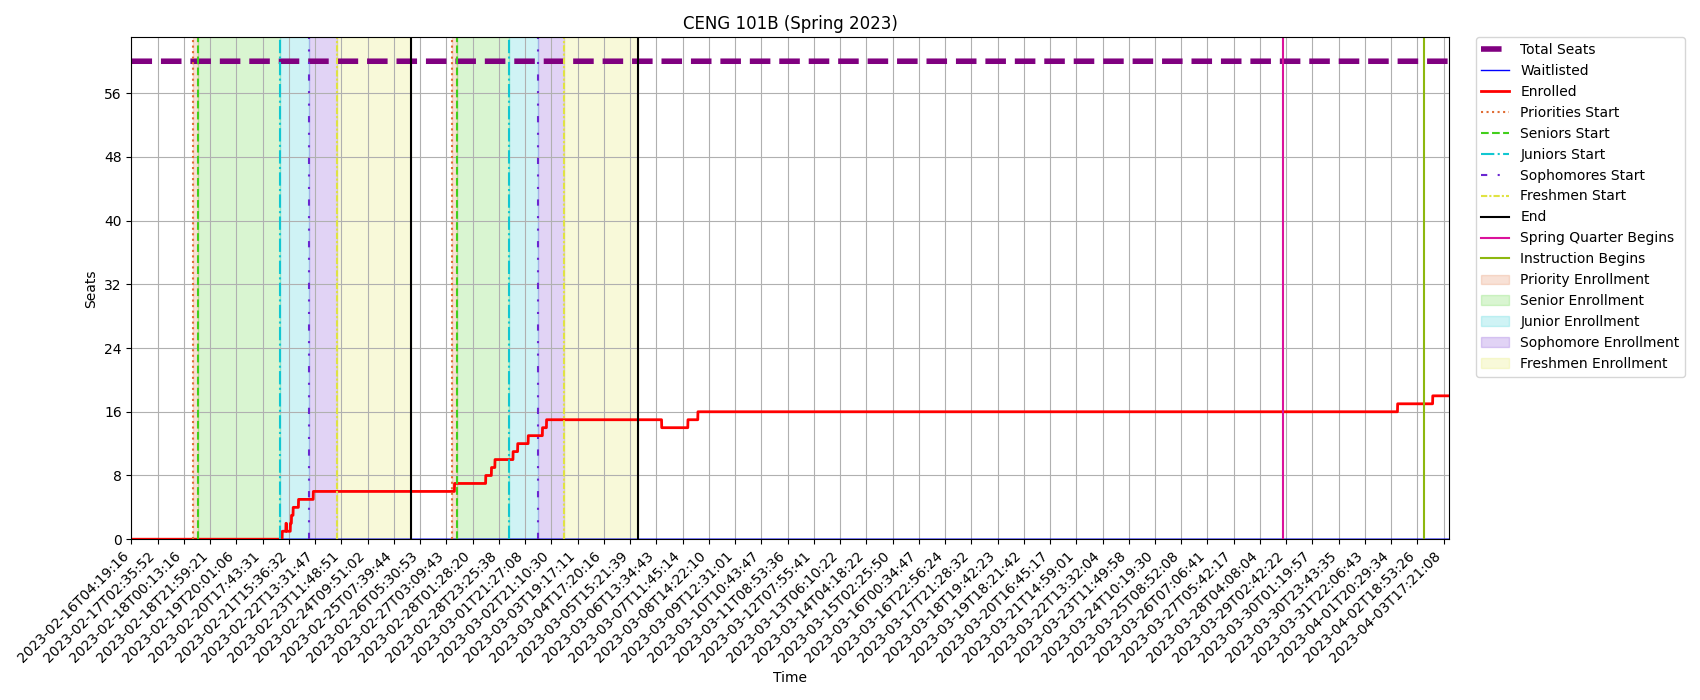 CENG 101B (Spring 2023)
Seats
56
48
40
32
24
16
8
0
2023-02-16T04:19:16
2023-02-17T02:35:52
2023-02-18T00:13:16
2023-02-18T21:59:21
2023-02-19T20:01:06
2023-02-20T17:43:31
2023-02-21T15:36:32
2023-02-22T13:31:47
2023-02-23T11:48:51
2023-02-24T09:51:02
2023-02-25T07:39:44
2023-02-26T05:30:53
2023-02-27T03:09:43
2023-02-28T01:28:20
2023-02-28T23:25:38
2023-03-01T21:27:08
2023-03-02T21:10:30
2023-03-03T19:17:11
2023-03-04T17:20:16
2023-03-05T15:21:39
2023-03-06T13:34:43
2023-03-07T11:45:14
2023-03-08T14:22:10
2023-03-09T12:31:01
2023-03-10T10:43:47
2023-03-11T08:53:36
2023-03-12T07:55:41
2023-03-13T06:10:22
2023-03-14T04:18:22
2023-03-15T02:25:50
2023-03-16T00:34:47
2023-03-16T22:56:24
2023-03-17T21:28:32
2023-03-18T19:42:23
2023-03-19T18:21:42
2023-03-20T16:45:17
2023-03-21T14:59:01
2023-03-22T13:32:04
2023-03-23T11:49:58
2023-03-24T10:19:30
2023-03-25T08:52:08
2023-03-26T07:06:41
2023-03-27T05:42:17
2023-03-28T04:08:04
2023-03-29T02:42:22
2023-03-30T01:19:57
2023-03-30T23:43:35
2023-03-31T22:06:43
2023-04-01T20:29:34
2023-04-02T18:53:26
2023-04-03T17:21:08
Time
Total Seats
Waitlisted
Enrolled
Priorities Start
Seniors Start
Juniors Start
Sophomores Start
Freshmen Start
End
Spring Quarter Begins
Instruction Begins
Priority Enrollment
Senior Enrollment
Junior Enrollment
Sophomore Enrollment
Freshmen Enrollment